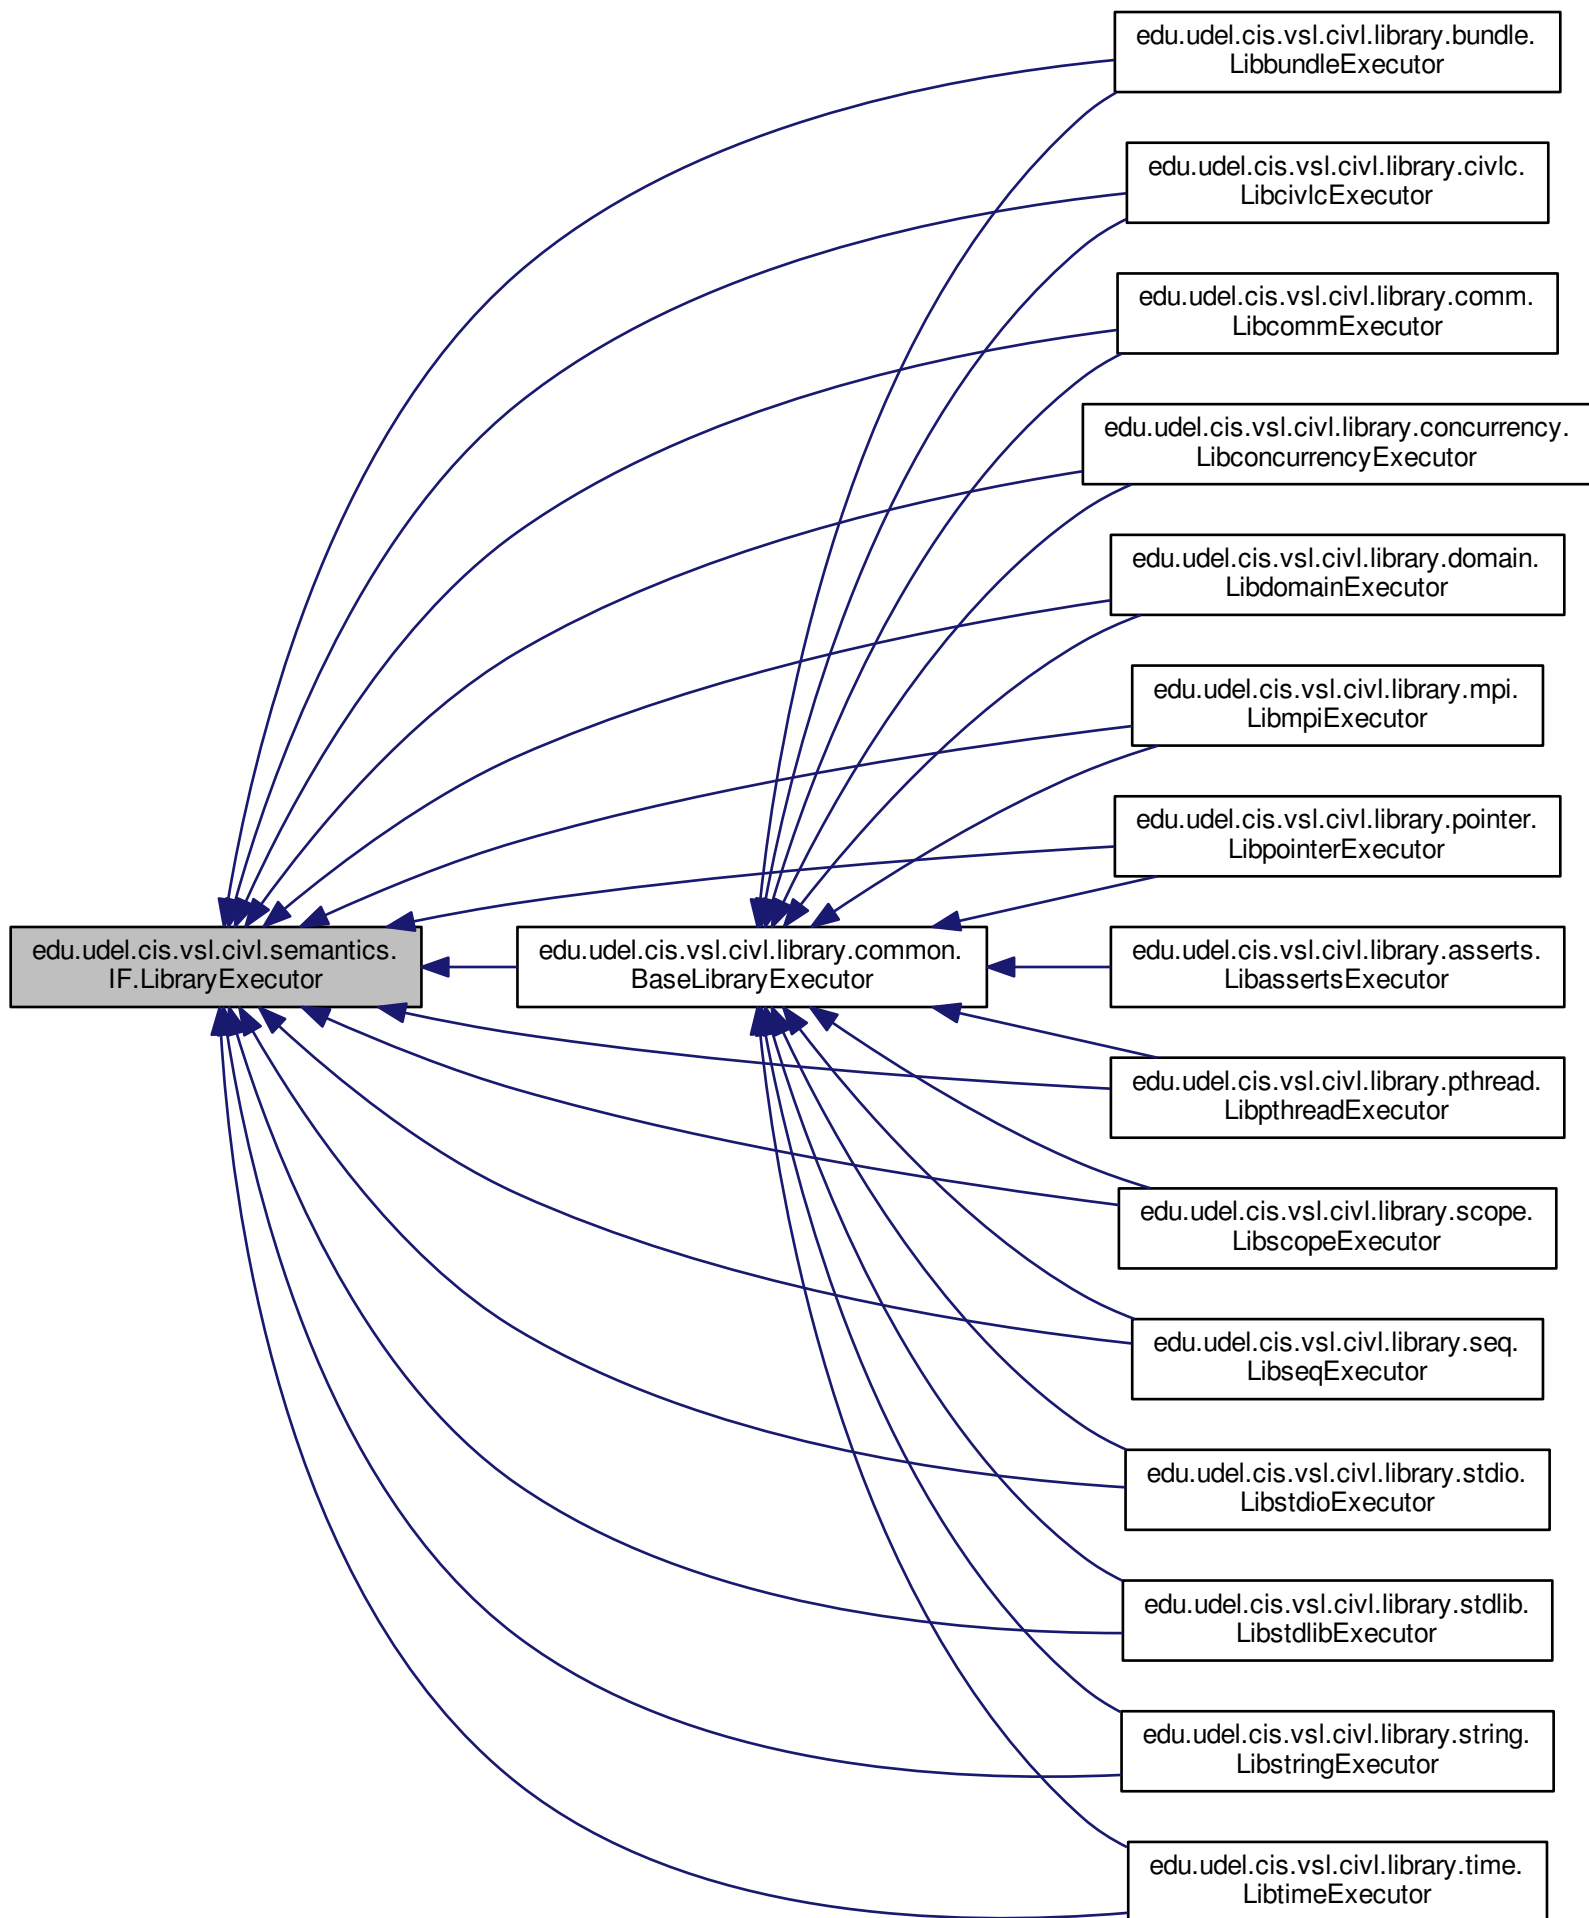 edu.udel.cis.vsl.civl.library.bundle.
LibbundleExecutor
edu.udel.cis.vsl.civl.library.civlc.
LibcivlcExecutor
edu.udel.cis.vsl.civl.library.comm.
LibcommExecutor
edu.udel.cis.vsl.civl.library.concurrency.
LibconcurrencyExecutor
edu.udel.cis.vsl.civl.library.domain.
LibdomainExecutor
edu.udel.cis.vsl.civl.library.mpi.
LibmpiExecutor
edu.udel.cis.vsl.civl.library.pointer.
LibpointerExecutor
edu.udel.cis.vsl.civl.semantics.
IF.LibraryExecutor
edu.udel.cis.vsl.civl.library.common.
BaseLibraryExecutor
edu.udel.cis.vsl.civl.library.asserts.
LibassertsExecutor
edu.udel.cis.vsl.civl.library.pthread.
LibpthreadExecutor
edu.udel.cis.vsl.civl.library.scope.
LibscopeExecutor
edu.udel.cis.vsl.civl.library.seq.
LibseqExecutor
edu.udel.cis.vsl.civl.library.stdio.
LibstdioExecutor
edu.udel.cis.vsl.civl.library.stdlib.
LibstdlibExecutor
edu.udel.cis.vsl.civl.library.string.
LibstringExecutor
edu.udel.cis.vsl.civl.library.time.
LibtimeExecutor